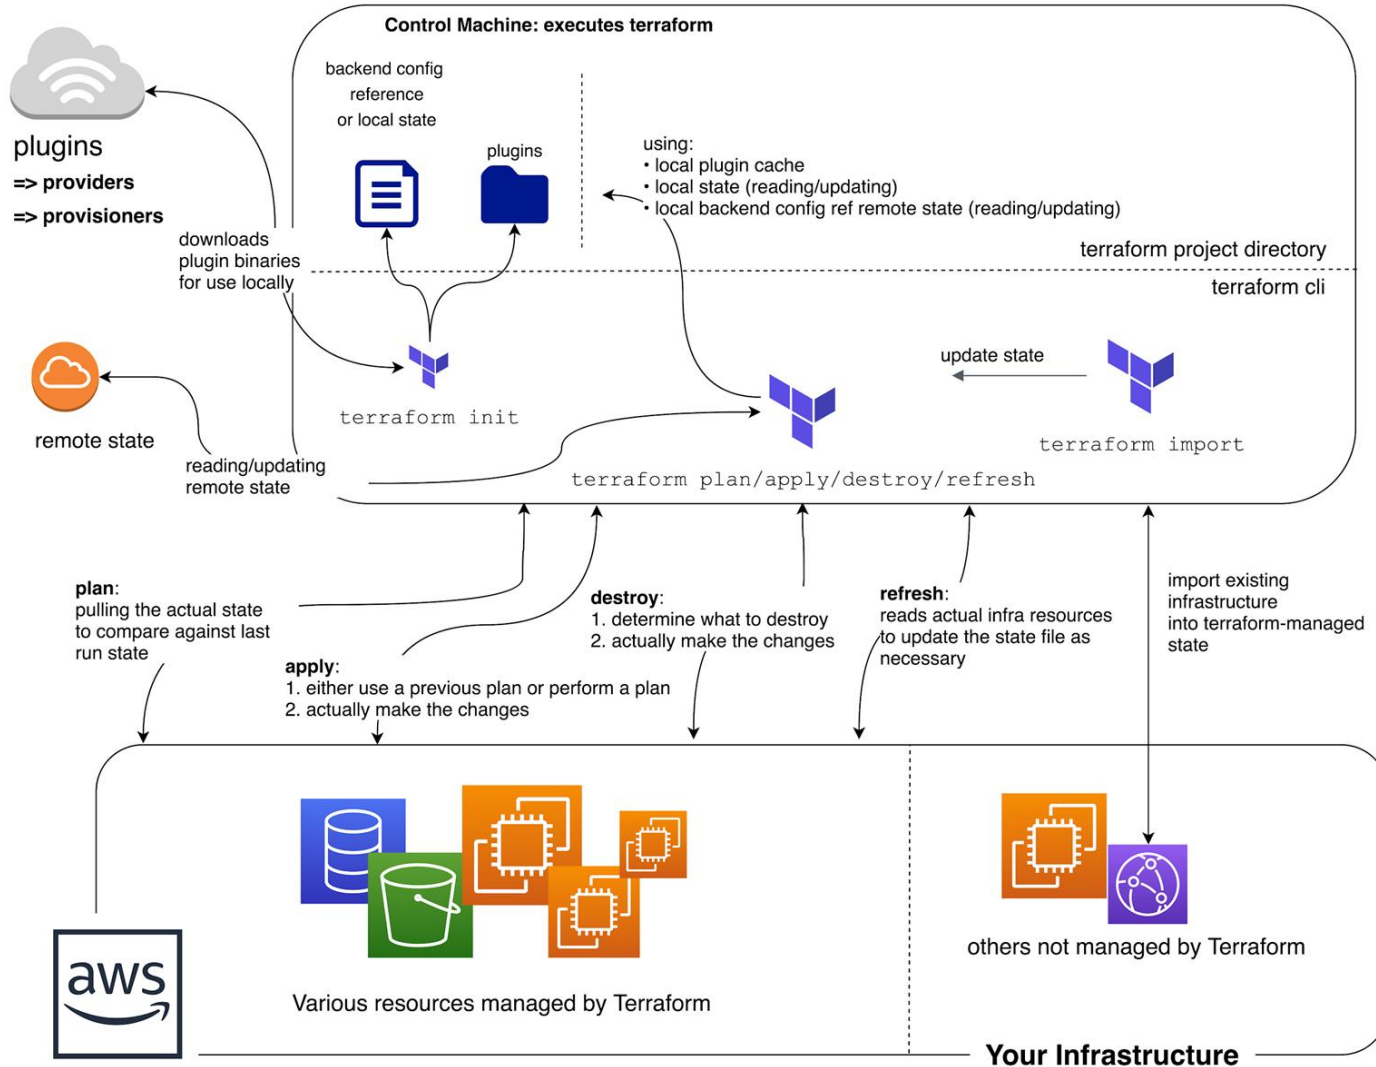 Control Machine: executes terraform
backend config
reference
or local state
plugins
using:
• local plugin cache
• local state (reading/updating)
• local backend config ref remote state (reading/updating)
plugins
=> providers
=> provisioners
downloads
plugin binaries
for use locally
terraform project directory
terraform cli
update state
terraform init
terraform import
remote state
reading/updating
remote state
terraform plan/apply/destroy/refresh
plan:
pulling the actual state
to compare against last
run state
apply:
1. either use a previous plan or perform a plan
2. actually make the changes
destroy:
1. determine what to destroy
2. actually make the changes
refresh:
reads actual infra resources
to update the state file as
necessary
import existing
infrastructure
into terraform-managed
state
aws
Various resources managed by Terraform
others not managed by Terraform
Your Infrastructure